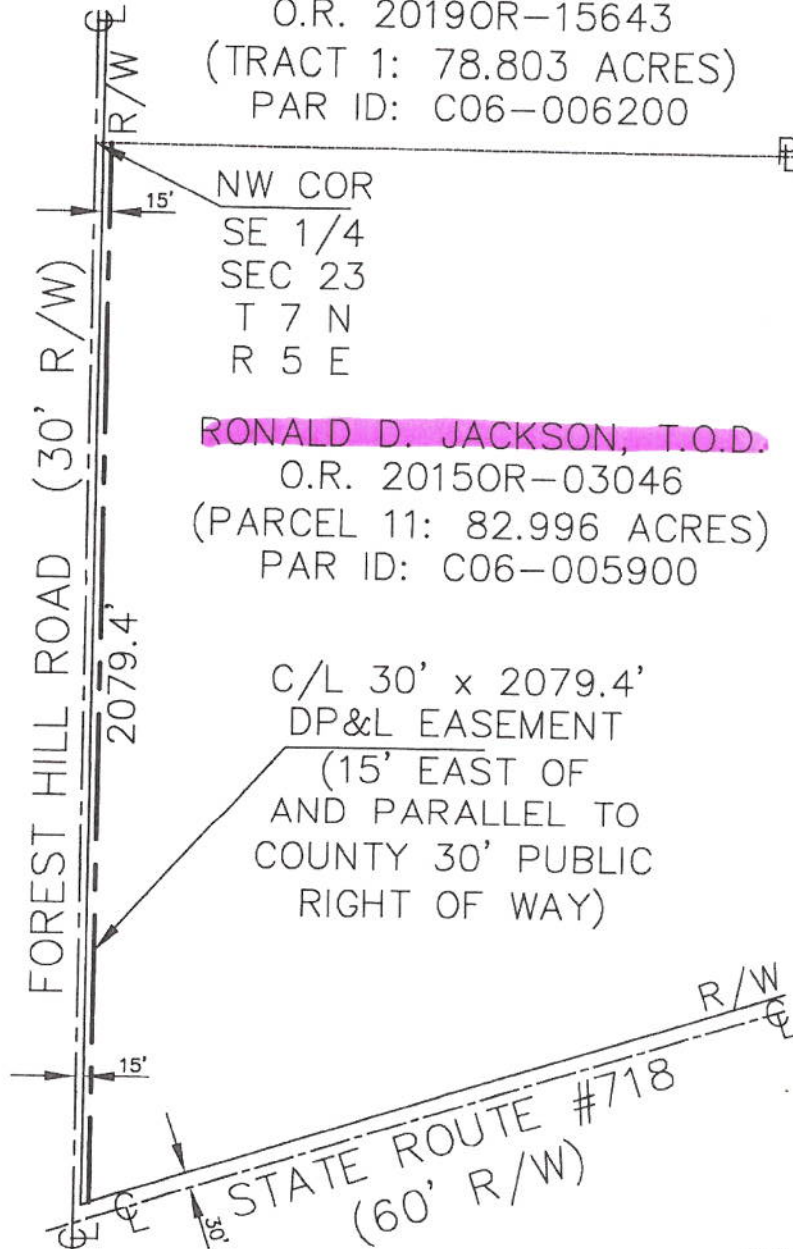 O.R. 2019OR-15643
(TRACT 1: 78.803 ACRES)
PAR ID: C06-006200
℄
R/W
PL
15'
NW COR
SE 1/4
SEC 23
T 7 N
R 5 E
RONALD D. JACKSON, T.O.D.
O.R. 2015OR-03046
(PARCEL 11: 82.996 ACRES)
PAR ID: C06-005900
FOREST HILL ROAD (30' R/W)
2079.4'
C/L 30' x 2079.4'
DP&L EASEMENT
(15' EAST OF
AND PARALLEL TO
COUNTY 30' PUBLIC
RIGHT OF WAY)
R/W
℄
15'
STATE ROUTE #718
(60' R/W)
30'
℄
℄